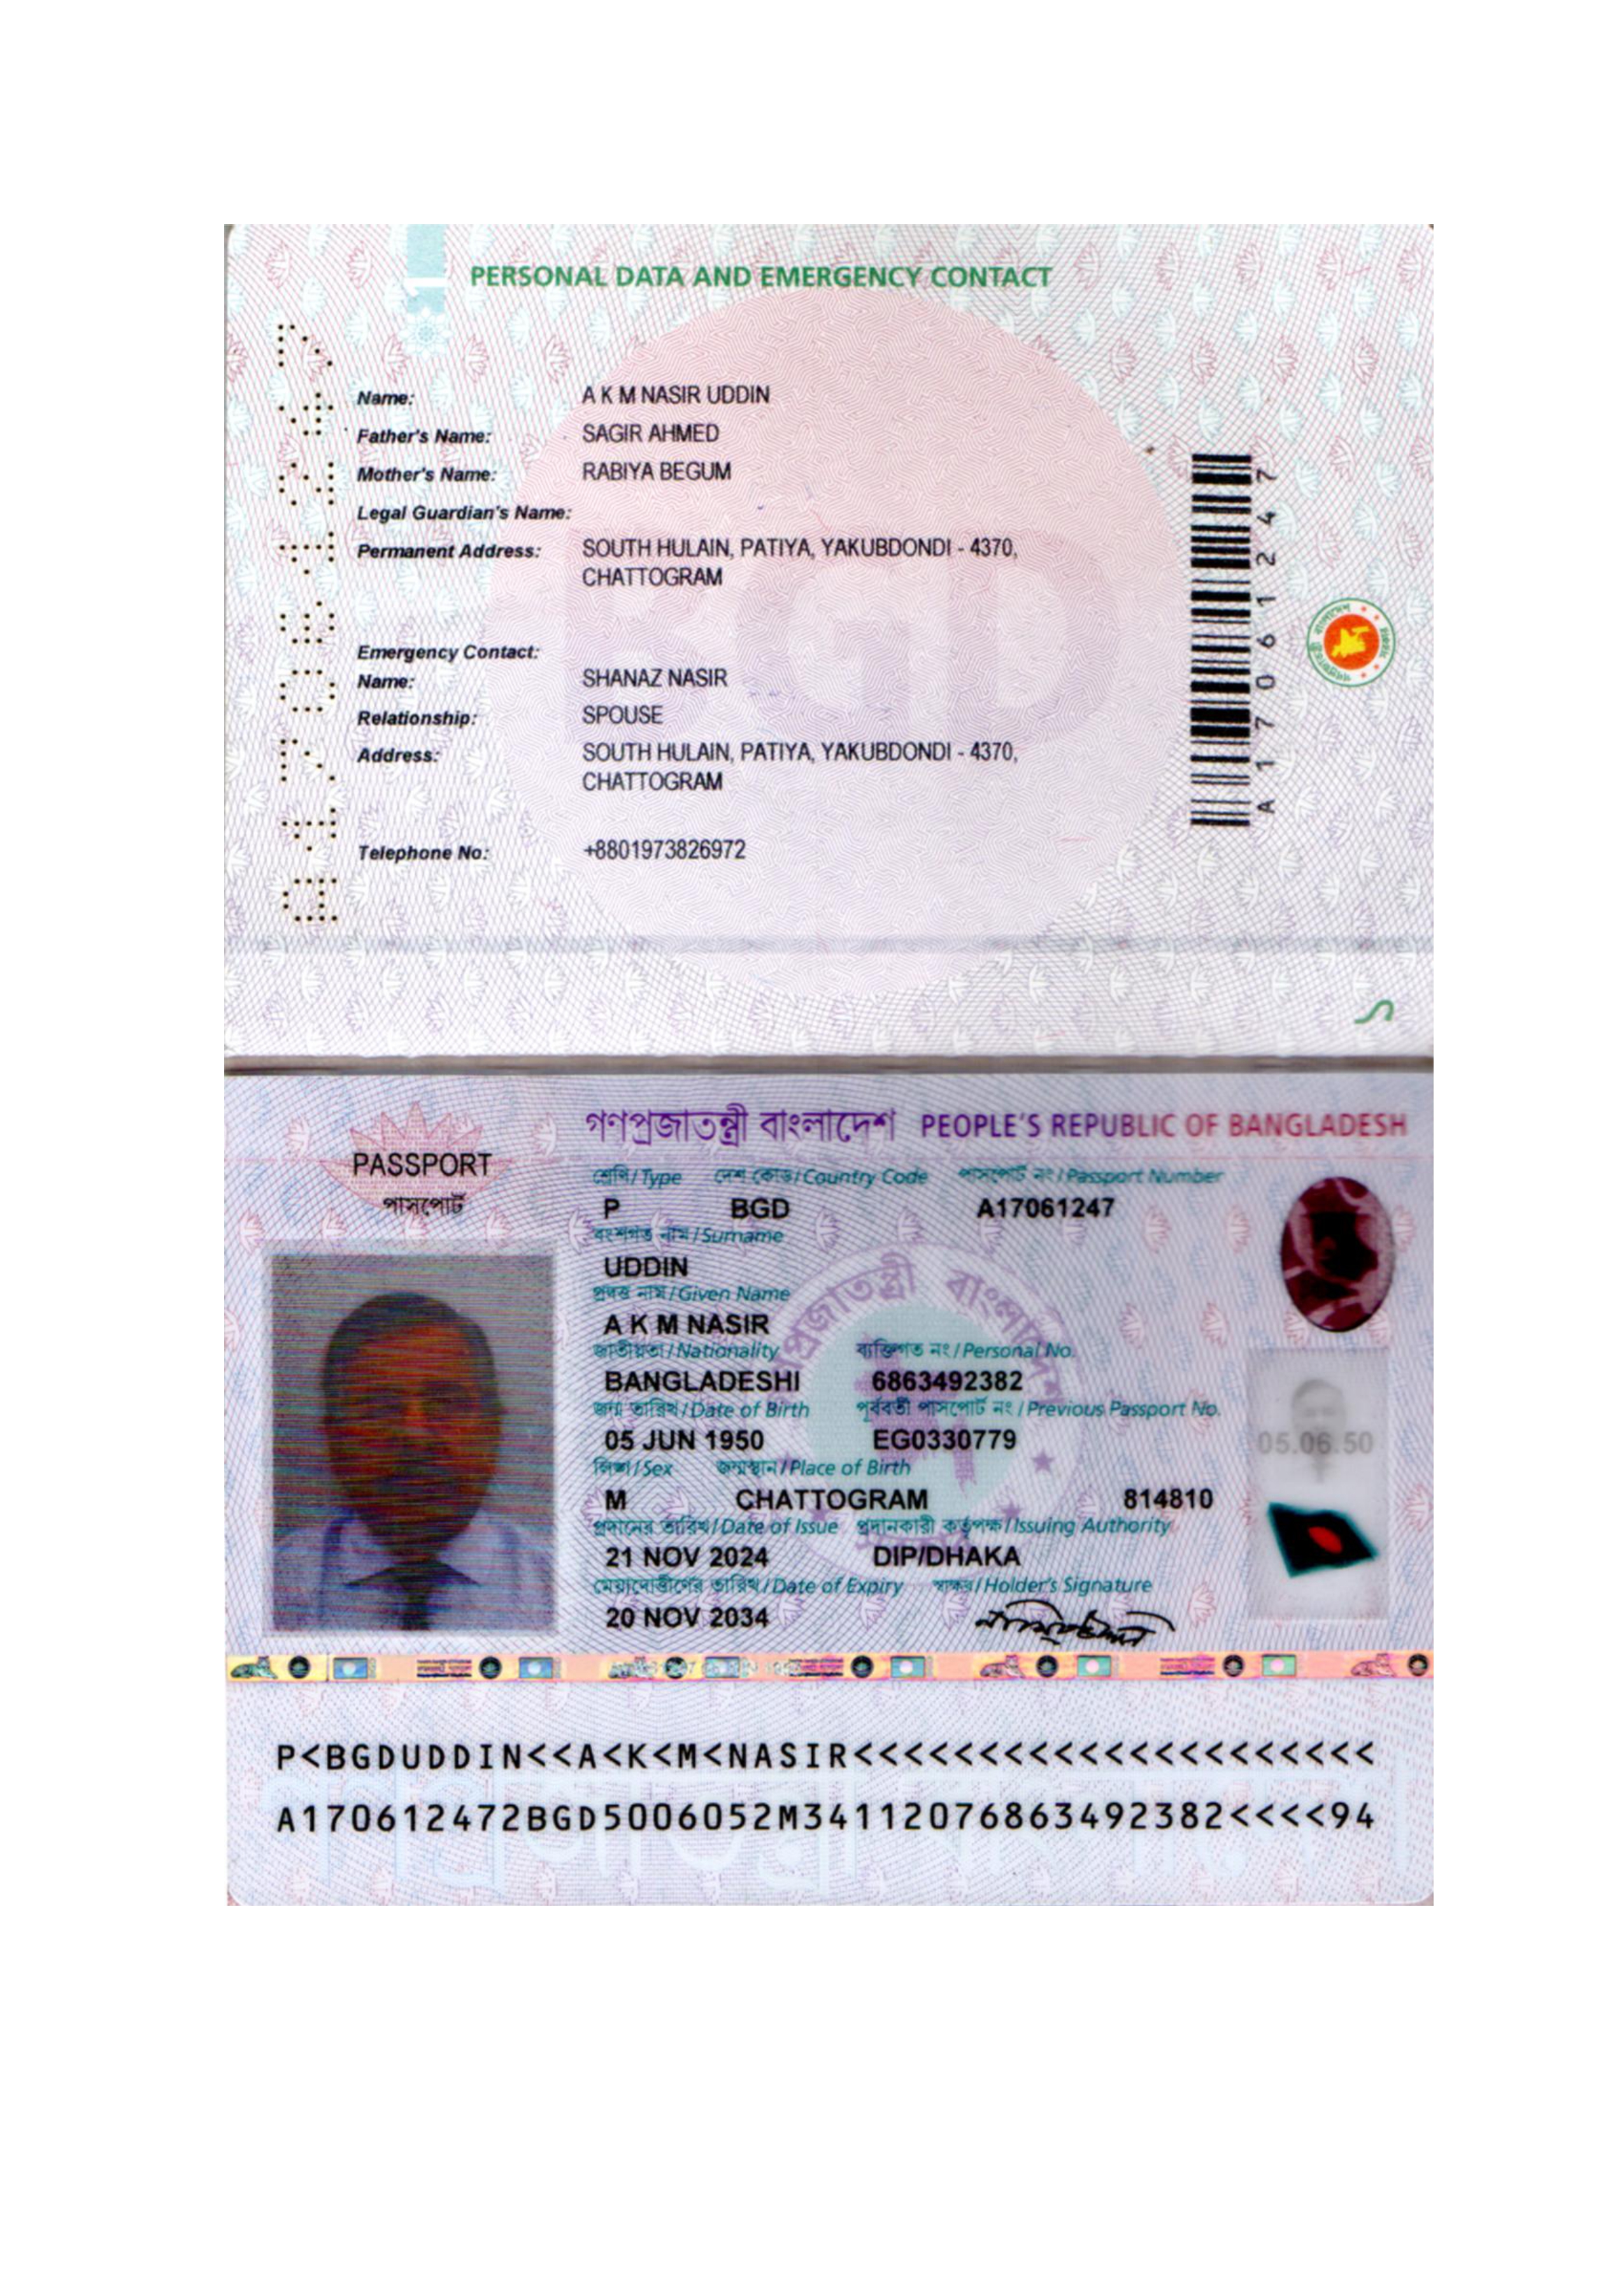 PERSONAL DATA AND EMERGENCY CONTACT
1
Name: A K M NASIR UDDIN
Father's Name: SAGIR AHMED
Mother's Name: RABIYA BEGUM
Legal Guardian's Name:
Permanent Address: SOUTH HULAIN, PATIYA, YAKUBDONDI - 4370,
CHATTOGRAM
Emergency Contact:
Name: SHANAZ NASIR
Relationship: SPOUSE
Address: SOUTH HULAIN, PATIYA, YAKUBDONDI - 4370,
CHATTOGRAM
Telephone No: +8801973826972
A17061247
A17061247
BGD
গণপ্রজাতন্ত্রী বাংলাদেশ PEOPLE'S REPUBLIC OF BANGLADESH
PASSPORT
পাসপোর্ট
শ্রেণি/Type দেশ কোড/Country Code পাসপোর্ট নং/Passport Number
P BGD A17061247
বংশগত নাম/Surname
UDDIN
প্রদত্ত নাম/Given Name
A K M NASIR
জাতীয়তা/Nationality ব্যক্তিগত নং/Personal No.
BANGLADESHI 6863492382
জন্ম তারিখ/Date of Birth পূর্ববর্তী পাসপোর্ট নং/Previous Passport No.
05 JUN 1950 EG0330779
05.06.50
লিঙ্গ/Sex জন্মস্থান/Place of Birth
M CHATTOGRAM 814810
প্রদানের তারিখ/Date of Issue প্রদানকারী কর্তৃপক্ষ/Issuing Authority
21 NOV 2024 DIP/DHAKA
মেয়াদোত্তীর্ণের তারিখ/Date of Expiry স্বাক্ষর/Holder's Signature
20 NOV 2034
P<BGDUDDIN<<A<K<M<NASIR<<<<<<<<<<<<<<<<<<<<<
A170612472BGD5006052M34112076863492382<<<<94